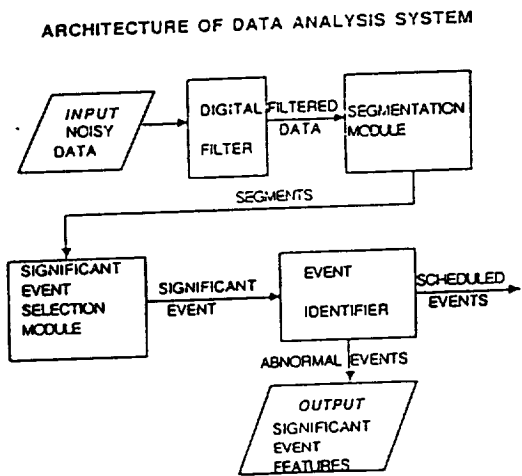 ARCHITECTURE OF DATA ANALYSIS SYSTEM
INPUT
NOISY
DATA
DIGITAL
FILTER
FILTERED
DATA
SEGMENTATION
MODULE
SEGMENTS
SIGNIFICANT
EVENT
SELECTION
MODULE
SIGNIFICANT
EVENT
EVENT
IDENTIFIER
SCHEDULED
EVENTS
ABNORMAL EVENTS
OUTPUT
SIGNIFICANT
EVENT
FEATURES